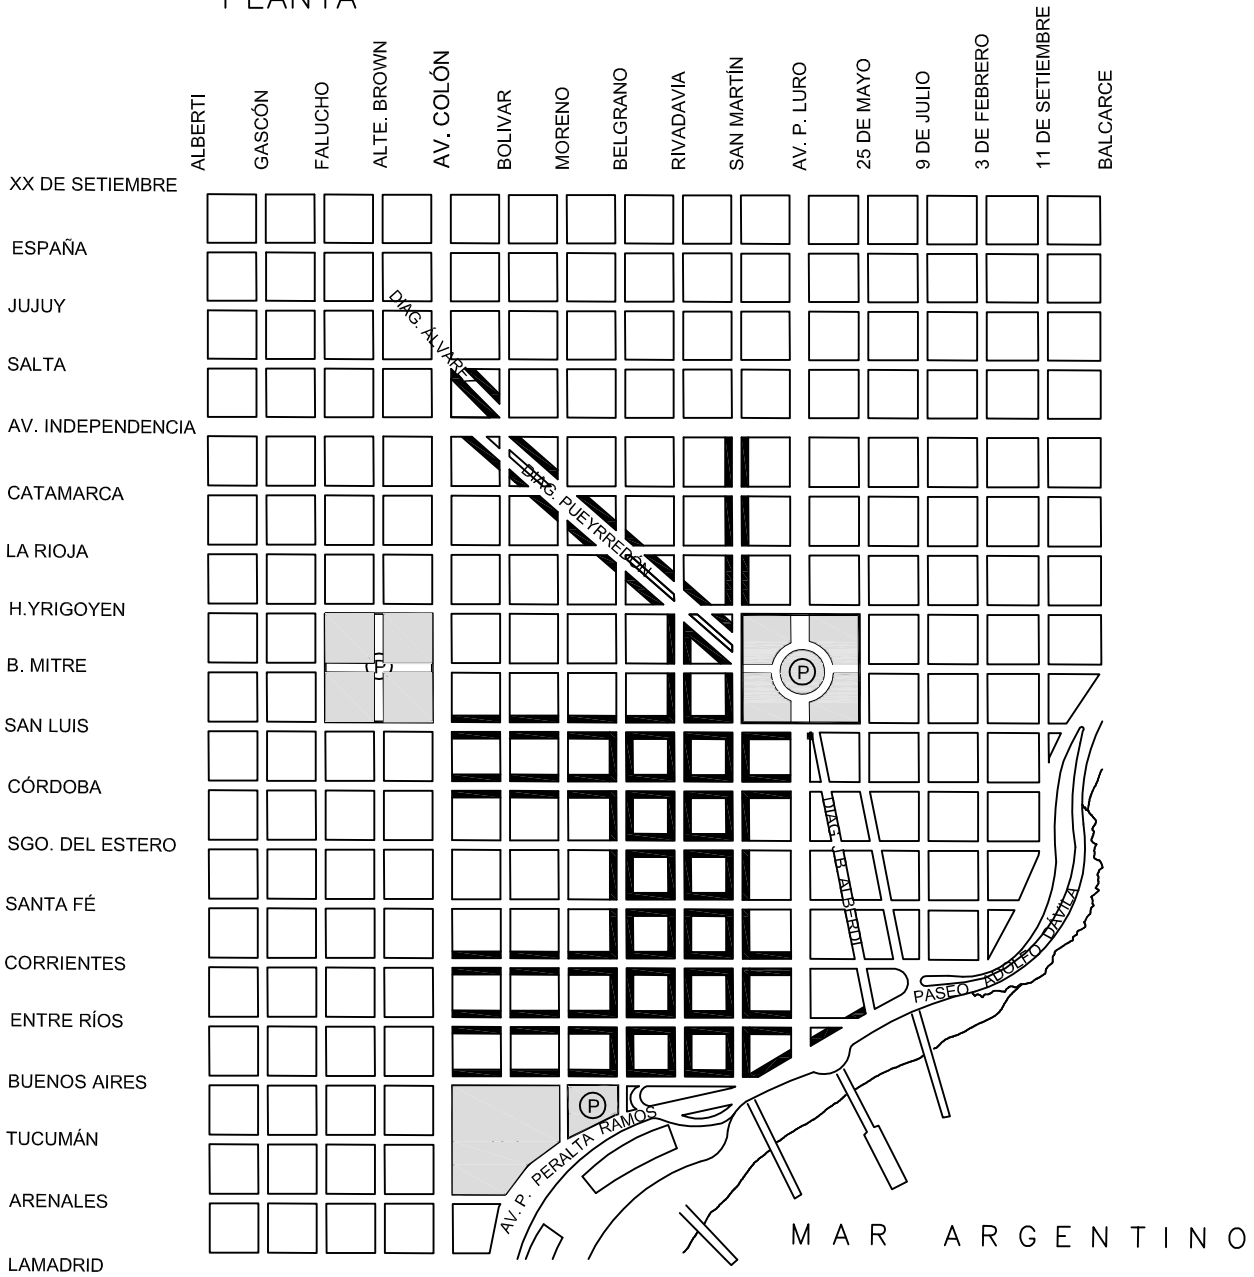 PLANTA
ALBERTI
GASCÓN
FALUCHO
ALTE. BROWN
AV. COLÓN
BOLIVAR
MORENO
BELGRANO
RIVADAVIA
SAN MARTÍN
AV. P. LURO
25 DE MAYO
9 DE JULIO
3 DE FEBRERO
11 DE SETIEMBRE
BALCARCE
XX DE SETIEMBRE
ESPAÑA
JUJUY
SALTA
AV. INDEPENDENCIA
CATAMARCA
LA RIOJA
H.YRIGOYEN
B. MITRE
SAN LUIS
CÓRDOBA
SGO. DEL ESTERO
SANTA FÉ
CORRIENTES
ENTRE RÍOS
BUENOS AIRES
TUCUMÁN
ARENALES
LAMADRID
DIAG. ÁLVAREZ
DIAG. PUEYRREDÓN
P
P
DIAG. J.B. ALBERDI
PASEO ADOLFO DÁVILA
P
AV. P. PERALTA RAMOS
MAR ARGENTINO